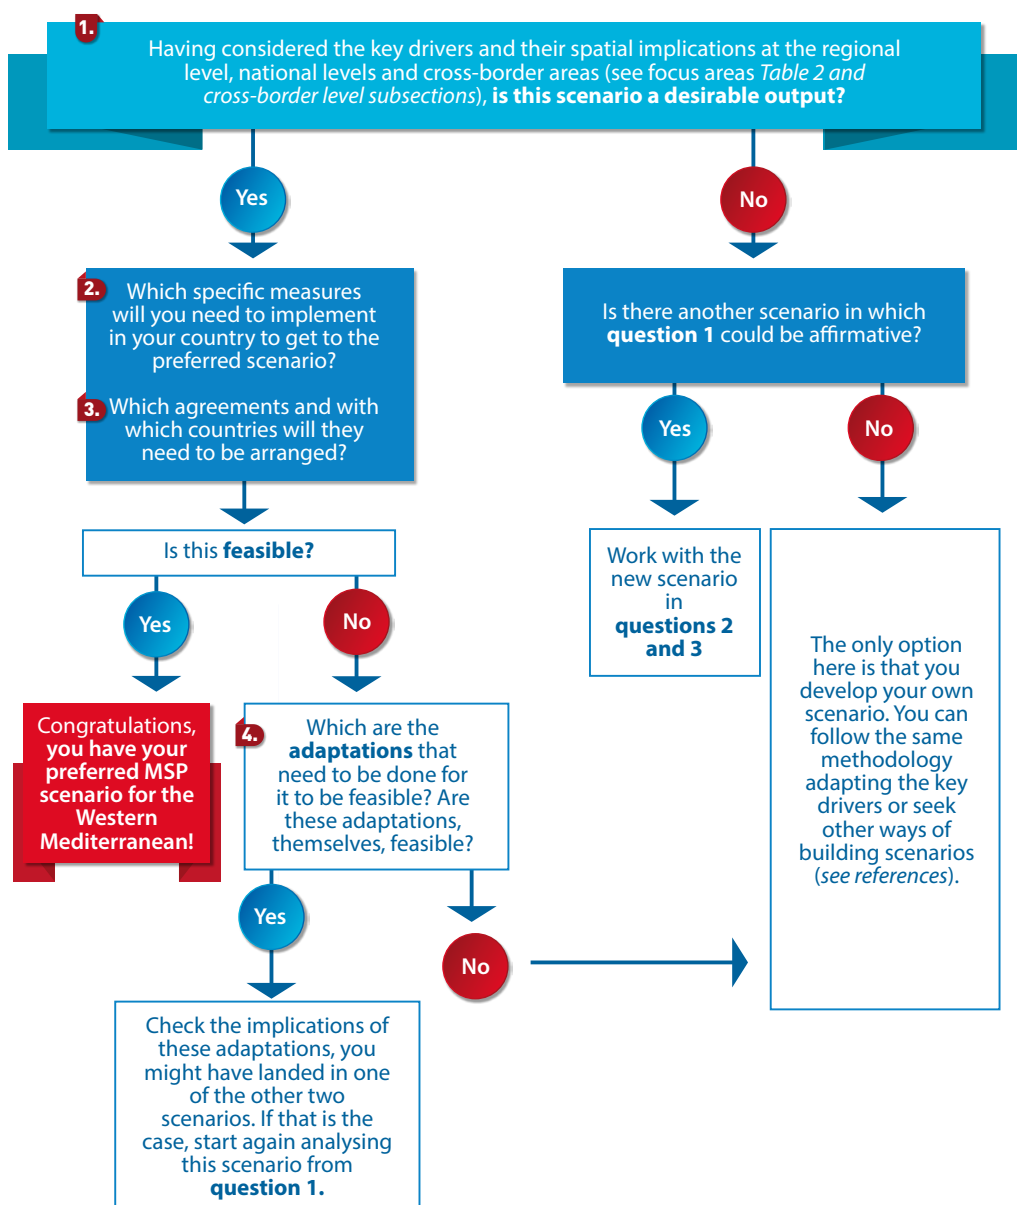 1.
Having considered the key drivers and their spatial implications at the regional
level, national levels and cross-border areas (see focus areas Table 2 and
cross-border level subsections), is this scenario a desirable output?
Yes
No
2.
Which specific measures
will you need to implement
in your country to get to the
preferred scenario?
3.
Which agreements and with
which countries will they
need to be arranged?
Is there another scenario in which
question 1 could be affirmative?
Yes
No
Is this feasible?
Yes
No
Work with the
new scenario
in
questions 2
and 3
The only option
here is that you
develop your own
scenario. You can
follow the same
methodology
adapting the key
drivers or seek
other ways of
building scenarios
(see references).
Congratulations,
you have your
preferred MSP
scenario for the
Western
Mediterranean!
4.
Which are the
adaptations that
need to be done for
it to be feasible? Are
these adaptations,
themselves, feasible?
Yes
No
Check the implications of
these adaptations, you
might have landed in one
of the other two
scenarios. If that is the
case, start again analysing
this scenario from
question 1.